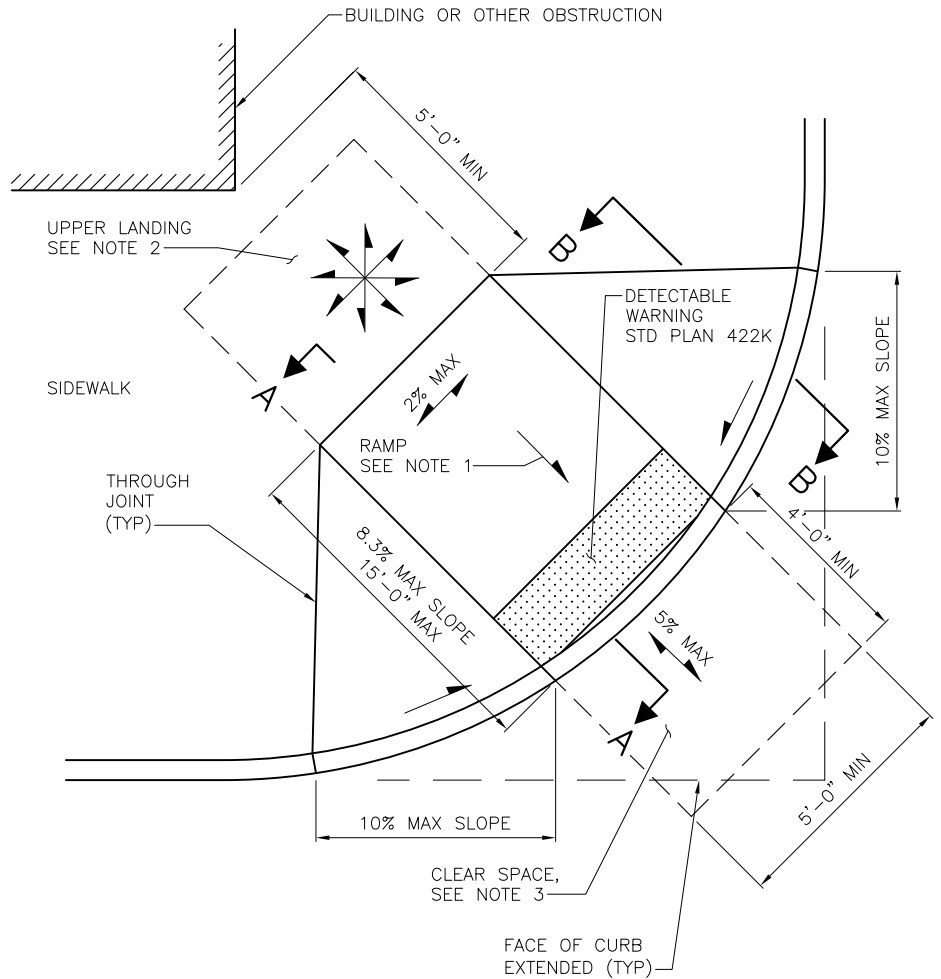 BUILDING OR OTHER OBSTRUCTION
5'-0" MIN
UPPER LANDING
SEE NOTE 2
B
DETECTABLE
WARNING
STD PLAN 422K
10% MAX SLOPE
A
SIDEWALK
2% MAX
RAMP
SEE NOTE 1
THROUGH
JOINT
(TYP)
B
4'-0" MIN
8.3% MAX SLOPE
15'-0" MAX
5% MAX
A
5'-0" MIN
10% MAX SLOPE
CLEAR SPACE,
SEE NOTE 3
FACE OF CURB
EXTENDED (TYP)